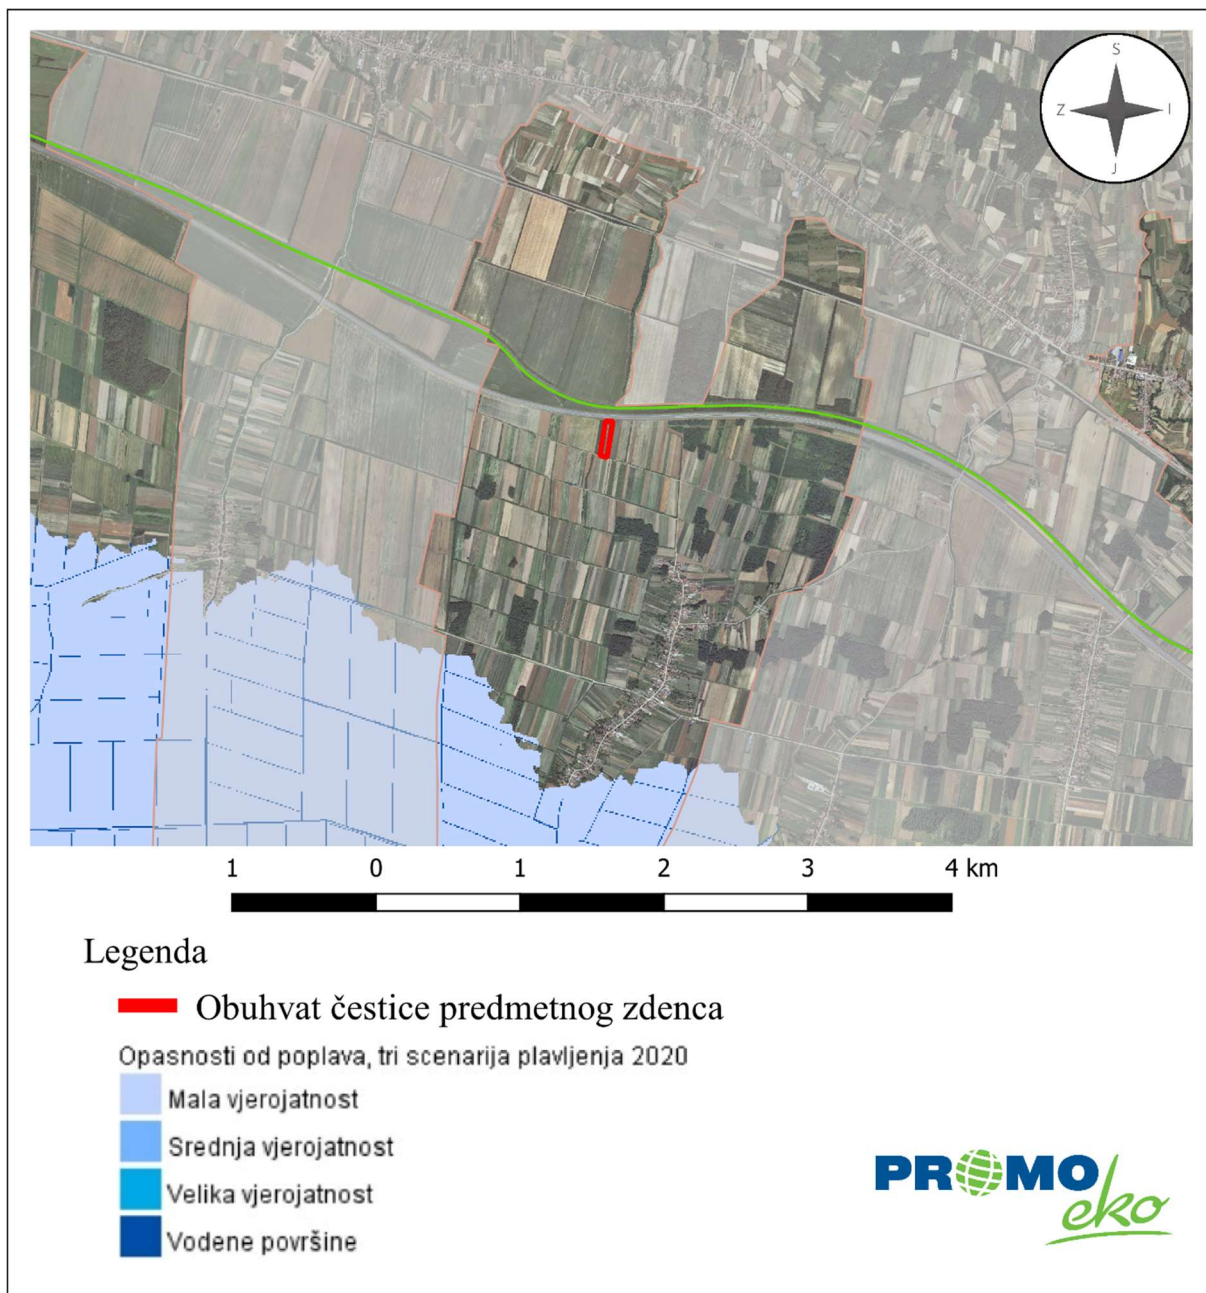 S
Z I
J
1 0 1 2 3 4 km
Legenda
Obuhvat čestice predmetnog zdenca
Opasnosti od poplava, tri scenarija plavljenja 2020
Mala vjerojatnost
Srednja vjerojatnost
Velika vjerojatnost
Vodene površine
PROMO
eko